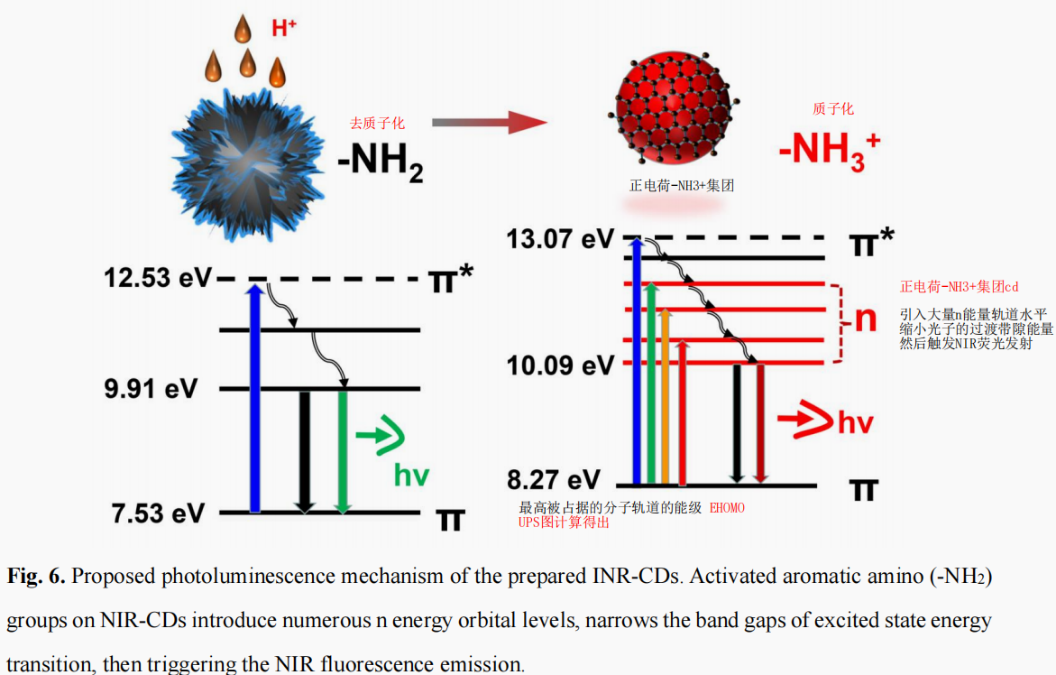 H+
去质子化
-NH2
质子化
-NH3+
正电荷-NH3+集团
12.53 eV
π*
9.91 eV
hv
7.53 eV
π
13.07 eV
π*
正电荷-NH3+集团cd
n
引入大量n能量轨道水平
缩小光子的过渡带隙能量
然后触发NIR荧光发射
10.09 eV
hv
8.27 eV
π
最高被占据的分子轨道的能级 EHOMO
UPS图计算得出
Fig. 6. Proposed photoluminescence mechanism of the prepared INR-CDs. Activated aromatic amino (-NH2)
groups on NIR-CDs introduce numerous n energy orbital levels, narrows the band gaps of excited state energy
transition, then triggering the NIR fluorescence emission.